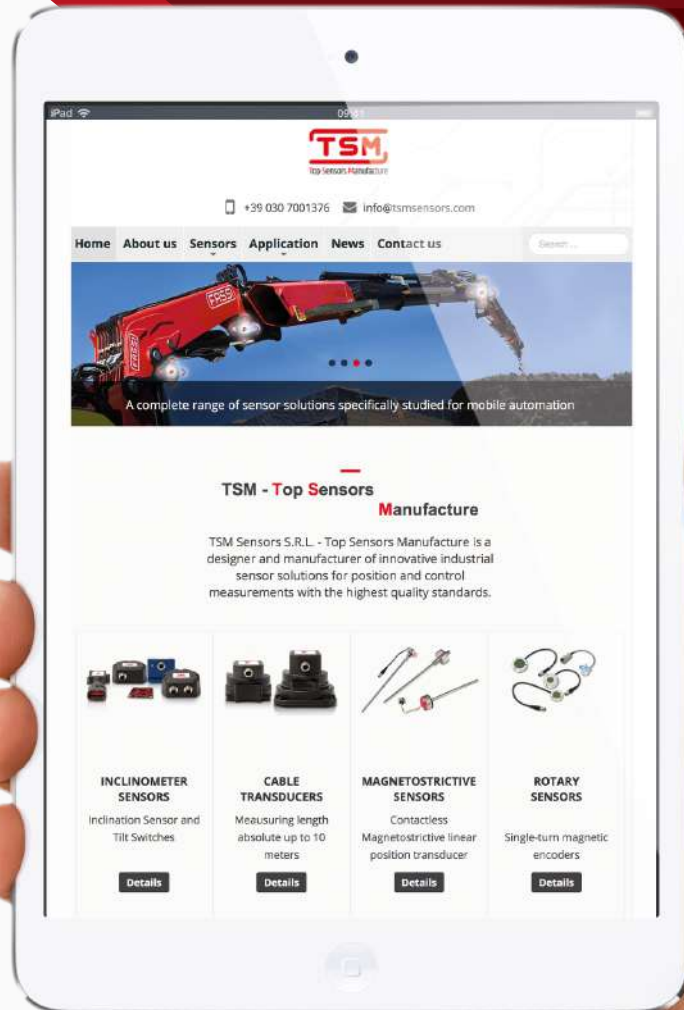 iPad
09:41
TSM
Top Sensors Manufacture
+39 030 7001376 info@tsmsensors.com
Home About us Sensors Application News Contact us Search ...
FASSI
FASSI
A complete range of sensor solutions specifically studied for mobile automation
TSM - Top Sensors
Manufacture
TSM Sensors S.R.L. - Top Sensors Manufacture is a
designer and manufacturer of innovative industrial
sensor solutions for position and control
measurements with the highest quality standards.
INCLINOMETER
SENSORS
Inclination Sensor and
Tilt Switches
Details
CABLE
TRANSDUCERS
Meausuring length
absolute up to 10
meters
Details
MAGNETOSTRICTIVE
SENSORS
Contactless
Magnetostrictive linear
position transducer
Details
ROTARY
SENSORS
Single-turn magnetic
encoders
Details